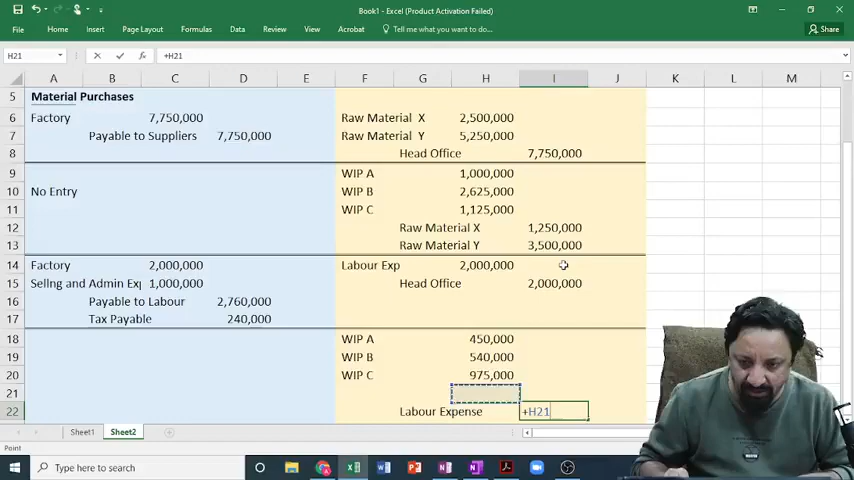 Book1 - Excel (Product Activation Failed)
File Home Insert Page Layout Formulas Data Review View Acrobat Tell me what you want to do... Share
H21 fx +H21
A B C D E F G H I J K L M
5 Material Purchases
6 Factory 7,750,000 Raw Material X 2,500,000
7 Payable to Suppliers 7,750,000 Raw Material Y 5,250,000
8 Head Office 7,750,000
9 WIP A 1,000,000
10 No Entry WIP B 2,625,000
11 WIP C 1,125,000
12 Raw Material X 1,250,000
13 Raw Material Y 3,500,000
14 Factory 2,000,000 Labour Exp 2,000,000
15 Sellng and Admin Exp 1,000,000 Head Office 2,000,000
16 Payable to Labour 2,760,000
17 Tax Payable 240,000
18 WIP A 450,000
19 WIP B 540,000
20 WIP C 975,000
21
22 Labour Expense +H21
Sheet1 Sheet2
Point
Type here to search